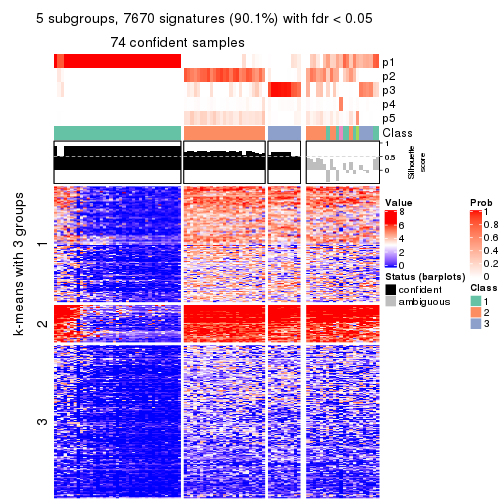 5 subgroups, 7670 signatures (90.1%) with fdr < 0.05
74 confident samples
p1
p2
p3
p4
p5
Class
1
0.5
0
Silhouette
score
k-means with 3 groups
1
2
3
Value
8
6
4
2
0
Status (barplots)
confident
ambiguous
Prob
1
0.8
0.6
0.4
0.2
0
Class
1
2
3